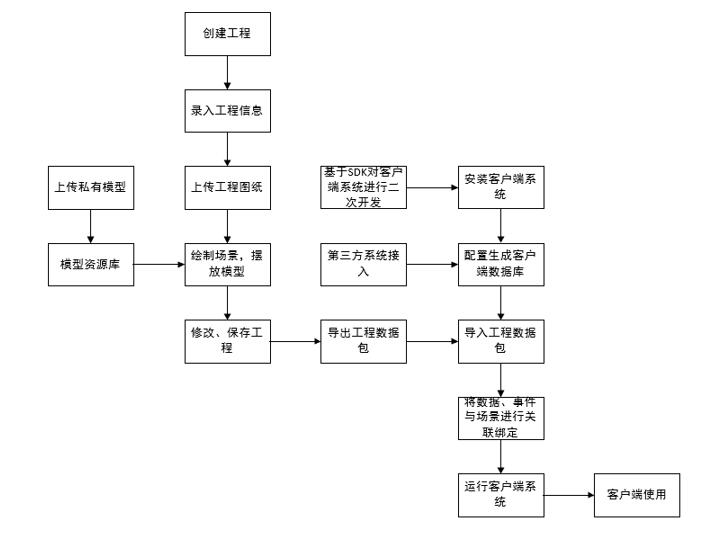 创建工程
录入工程信息
上传私有模型
上传工程图纸
基于SDK对客户
端系统进行二
次开发
安装客户端系
统
模型资源库
绘制场景，摆
放模型
第三方系统接
入
配置生成客户
端数据库
修改、保存工
程
导出工程数据
包
导入工程数据
包
将数据、事件
与场景进行关
联绑定
运行客户端系
统
客户端使用